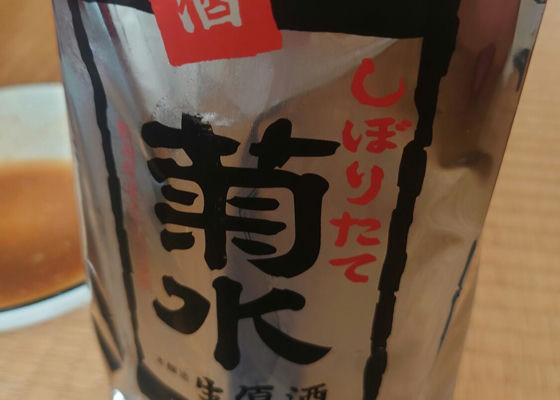 酒
しぼりたて
菊水
本醸造
生原酒